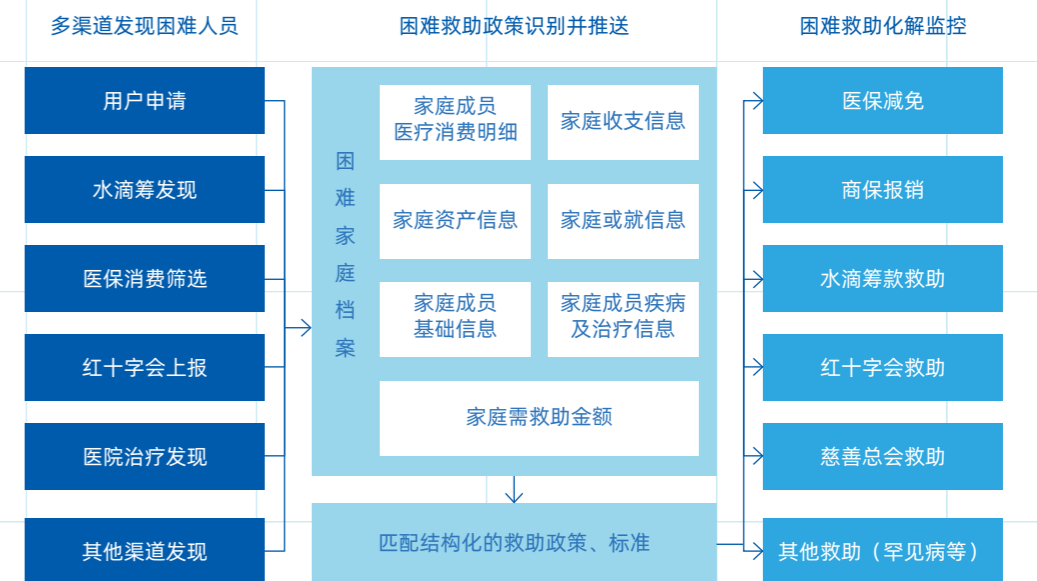 多渠道发现困难人员
困难救助政策识别并推送
困难救助化解监控
用户申请
水滴筹发现
医保消费筛选
红十字会上报
医院治疗发现
其他渠道发现
困难家庭档案
家庭成员
医疗消费明细
家庭收支信息
家庭资产信息
家庭或就信息
家庭成员
基础信息
家庭成员疾病
及治疗信息
家庭需救助金额
匹配结构化的救助政策、标准
医保减免
商保报销
水滴筹款救助
红十字会救助
慈善总会救助
其他救助（罕见病等）